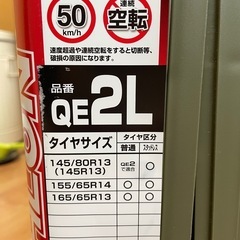 50
km/h
連続
空転
速度超過や連続空転をすると切断等、
破損の原因になります。
品番
QE2L
タイヤサイズ
タイヤ区分
普通
スタッドレス
145/80R13
(145R13)
QE2
で適合
○
155/65R14 ○ ○
165/65R13 ○ ○